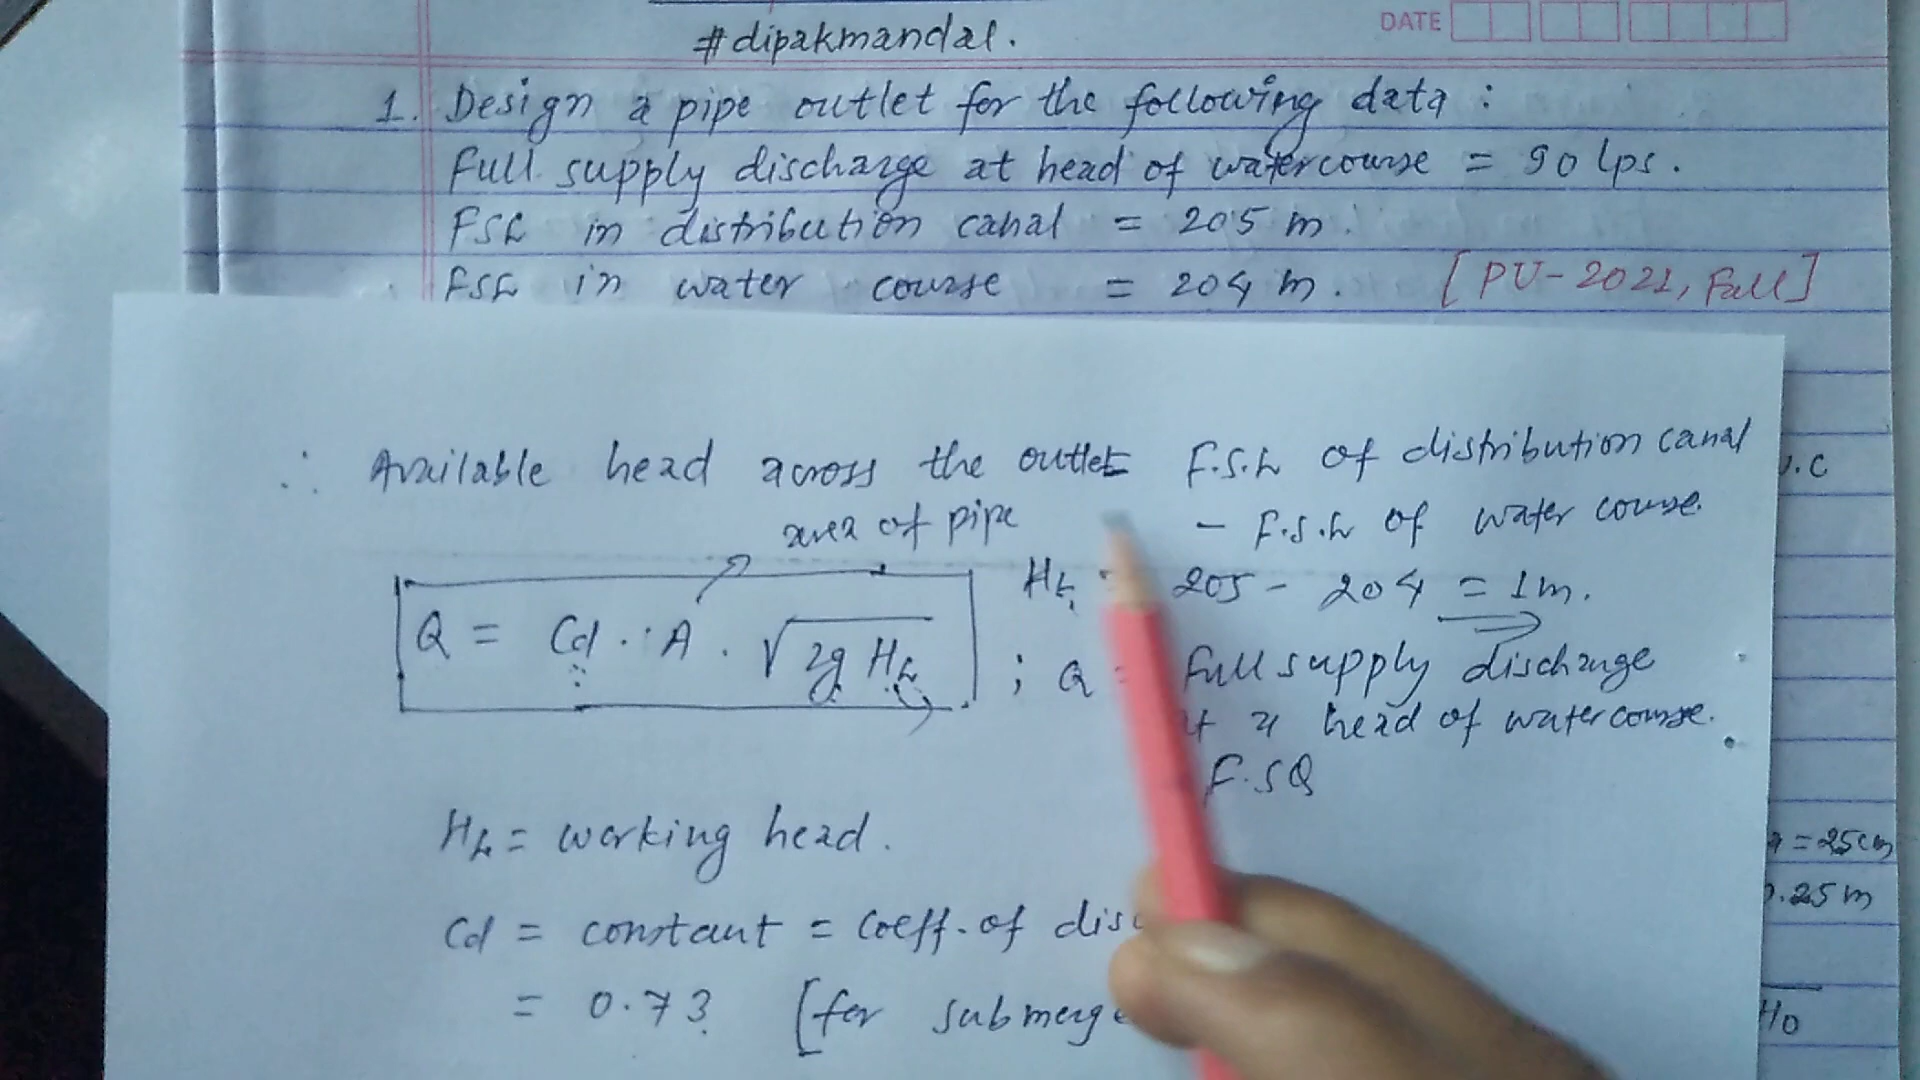 #dipakmandal.
DATE
1. Design a pipe outlet for the following data :
Full supply discharge at head of watercourse = 90 lps.
FSL in distribution canal = 205 m.
FSL in water course = 204 m. [PU-2021, Fall]
∴ Available head across the outlet = F.S.L of distribution canal
- F.S.L of water course.
area of pipe
HL = 205 - 204 = 1m.
Q = Cd . A . √2g HL ; Q = Full supply discharge
at a head of watercourse.
F.SQ
HL = working head.
Cd = constant = coeff. of
= 0.73 [for
= 25cm
.25 m